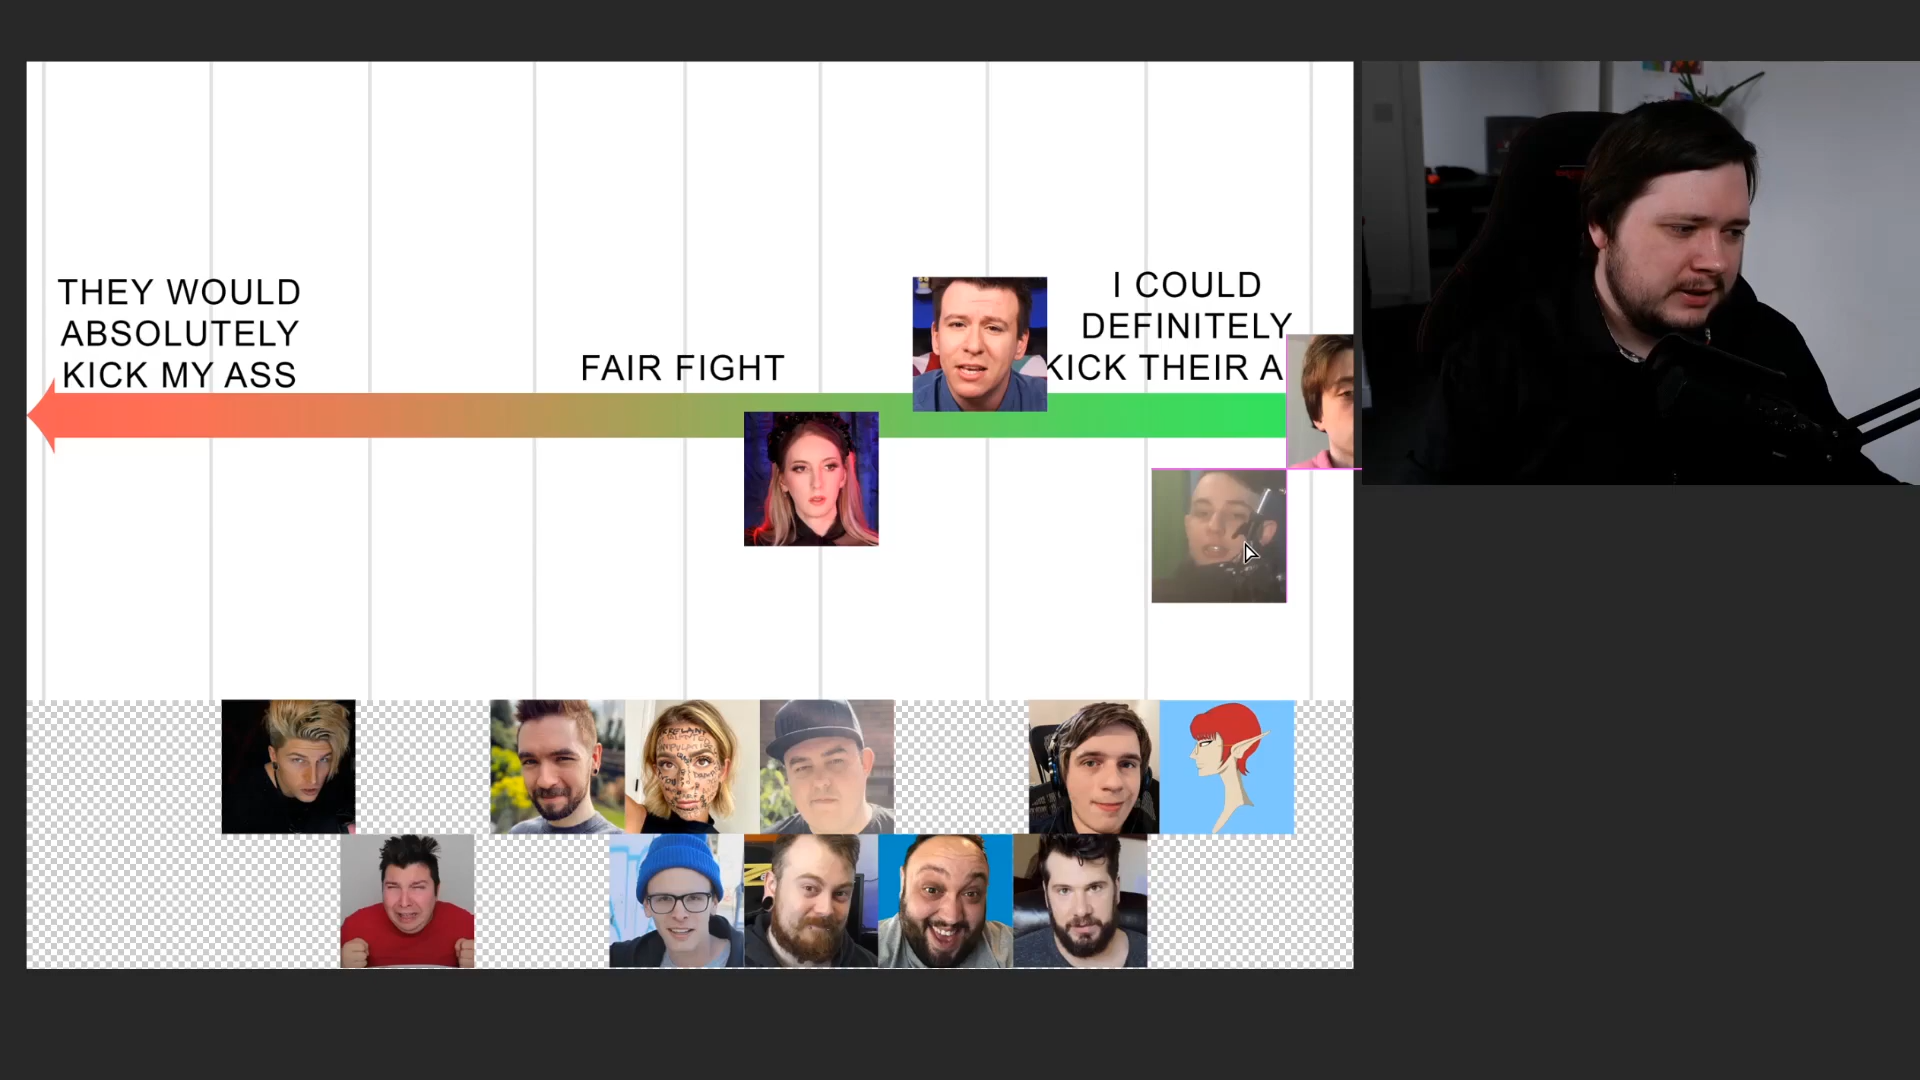 THEY WOULD
ABSOLUTELY
KICK MY ASS
FAIR FIGHT
I COULD
DEFINITELY
KICK THEIR A